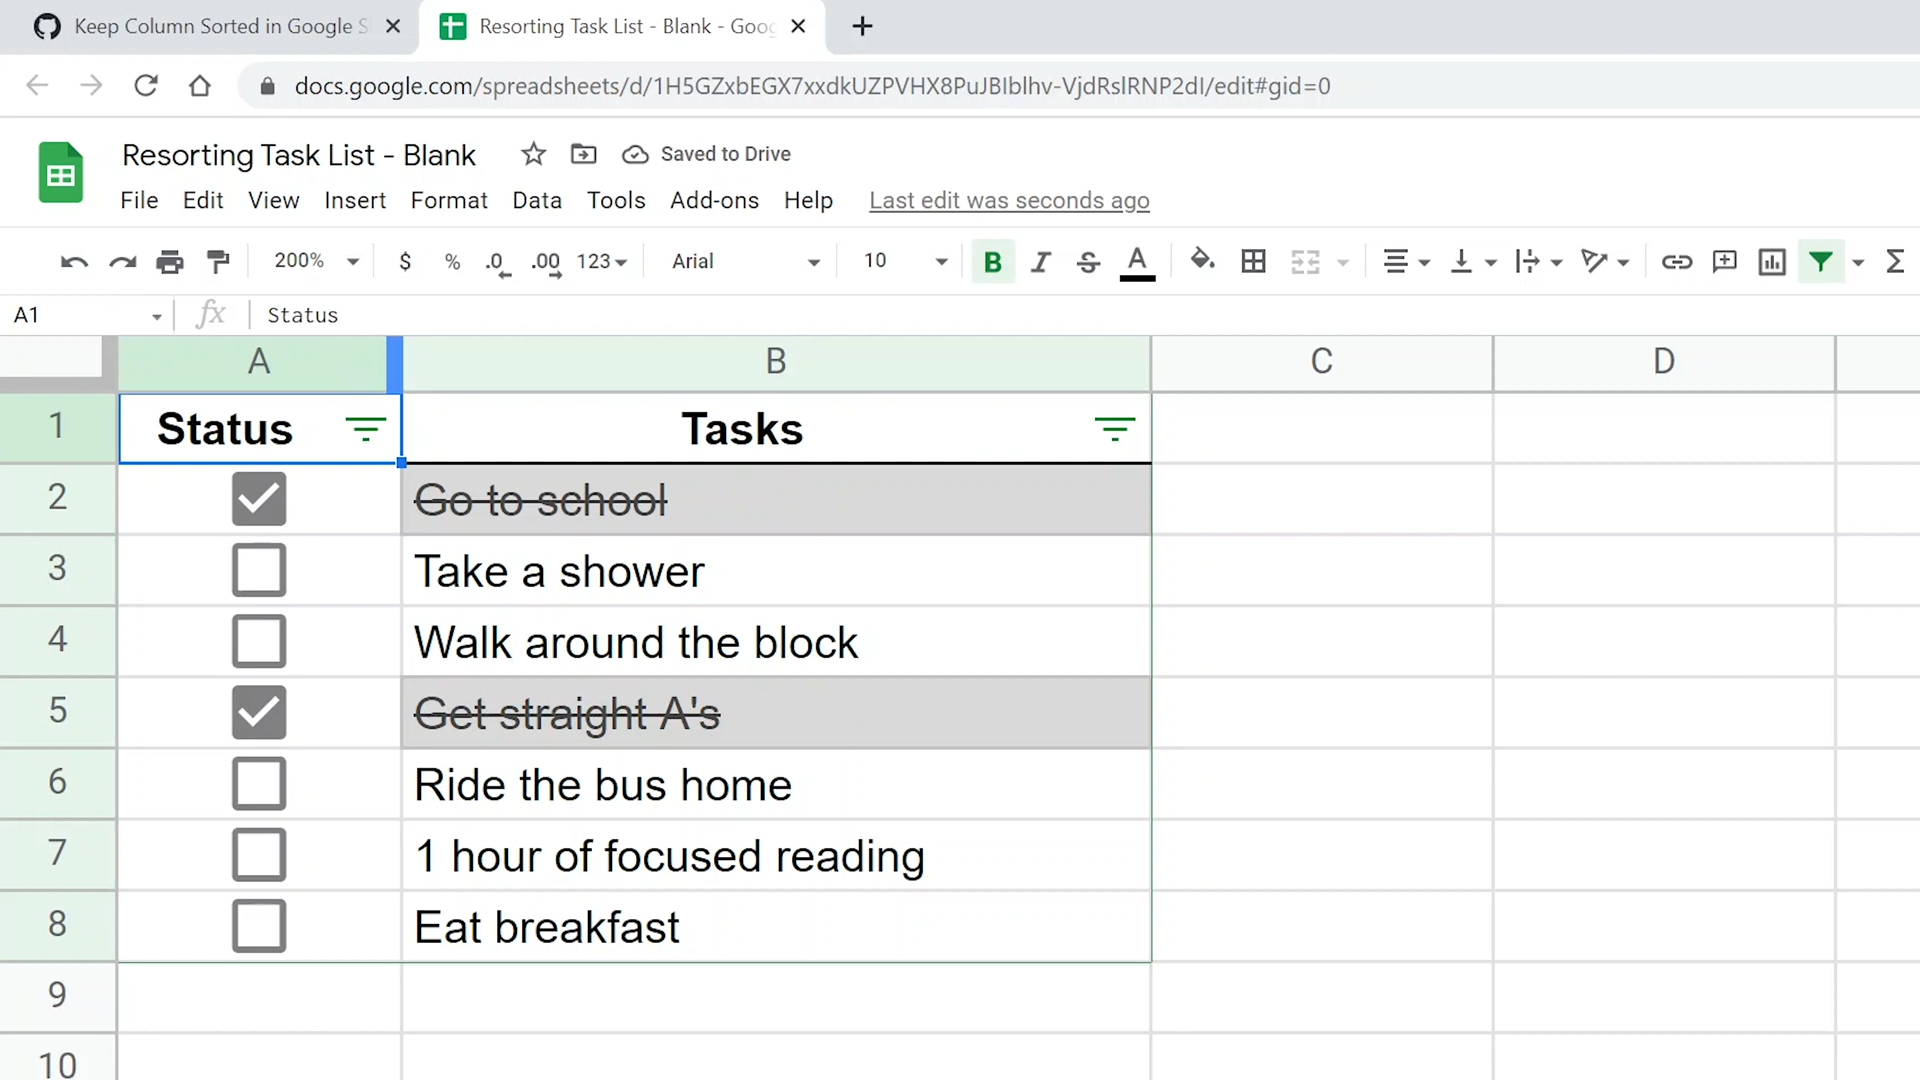 Keep Column Sorted in Google S
Resorting Task List - Blank - Goog
docs.google.com/spreadsheets/d/1H5GZxbEGX7xxdkUZPVHX8PuJBIblhv-VjdRslRNP2dI/edit#gid=0
Resorting Task List - Blank Saved to Drive
File Edit View Insert Format Data Tools Add-ons Help Last edit was seconds ago
200% $ % .0 .00 123 Arial 10 B I S A Σ
A1 fx Status
A B C D
1 Status Tasks
2 Go to school
3 Take a shower
4 Walk around the block
5 Get straight A's
6 Ride the bus home
7 1 hour of focused reading
8 Eat breakfast
9
10